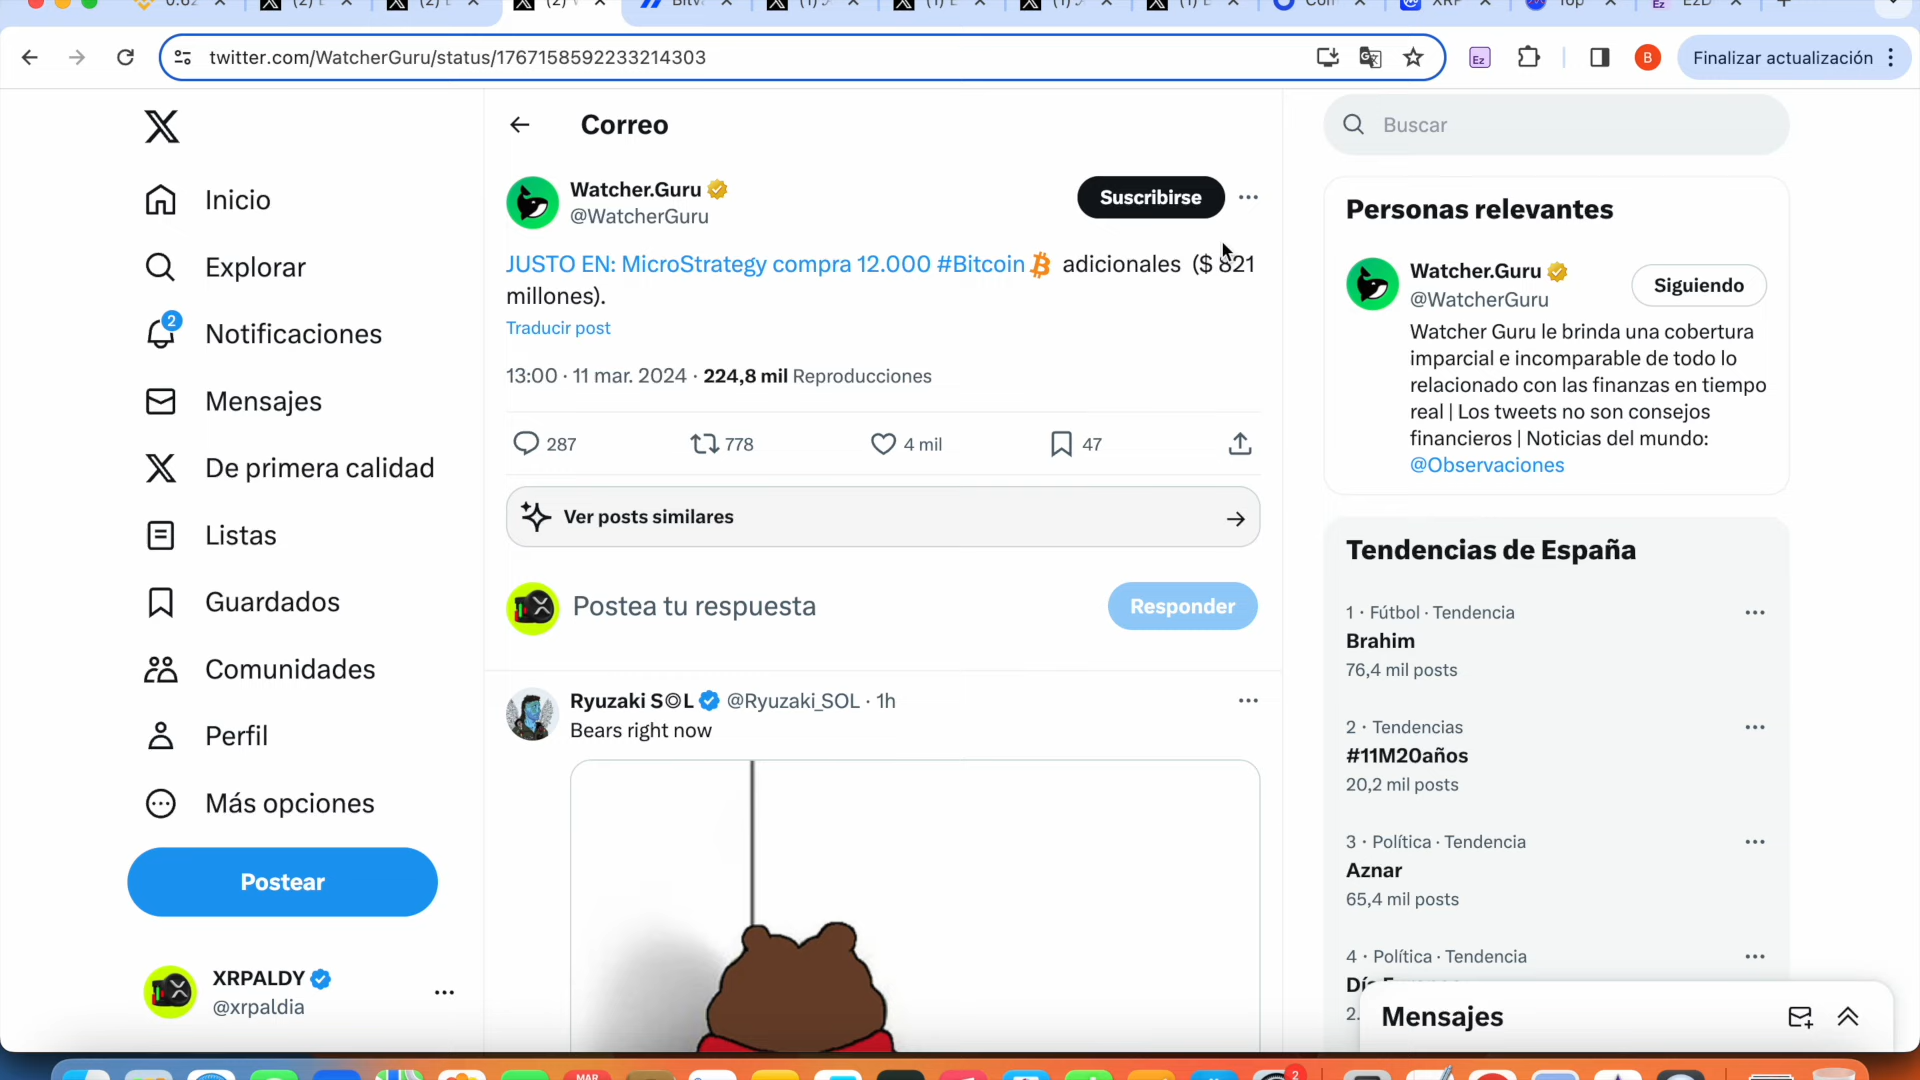 twitter.com/WatcherGuru/status/1767158592233214303
Finalizar actualización
B
Ez
Correo
Buscar
Inicio
Explorar
2
Notificaciones
Mensajes
De primera calidad
Listas
Guardados
Comunidades
Perfil
Más opciones
Postear
XRPALDY
@xrpaldia
Watcher.Guru
@WatcherGuru
Suscribirse
JUSTO EN: MicroStrategy compra 12.000 #Bitcoin adicionales ($ 821
millones).
Traducir post
13:00 · 11 mar. 2024 · 224,8 mil Reproducciones
287
778
4 mil
47
Ver posts similares
Postea tu respuesta
Responder
Ryuzaki S◎L @Ryuzaki_SOL · 1h
Bears right now
Personas relevantes
Watcher.Guru
@WatcherGuru
Siguiendo
Watcher Guru le brinda una cobertura
imparcial e incomparable de todo lo
relacionado con las finanzas en tiempo
real | Los tweets no son consejos
financieros | Noticias del mundo:
@Observaciones
Tendencias de España
1 · Fútbol · Tendencia
Brahim
76,4 mil posts
2 · Tendencias
#11M20años
20,2 mil posts
3 · Política · Tendencia
Aznar
65,4 mil posts
4 · Política · Tendencia
2.
Mensajes
MAR
2